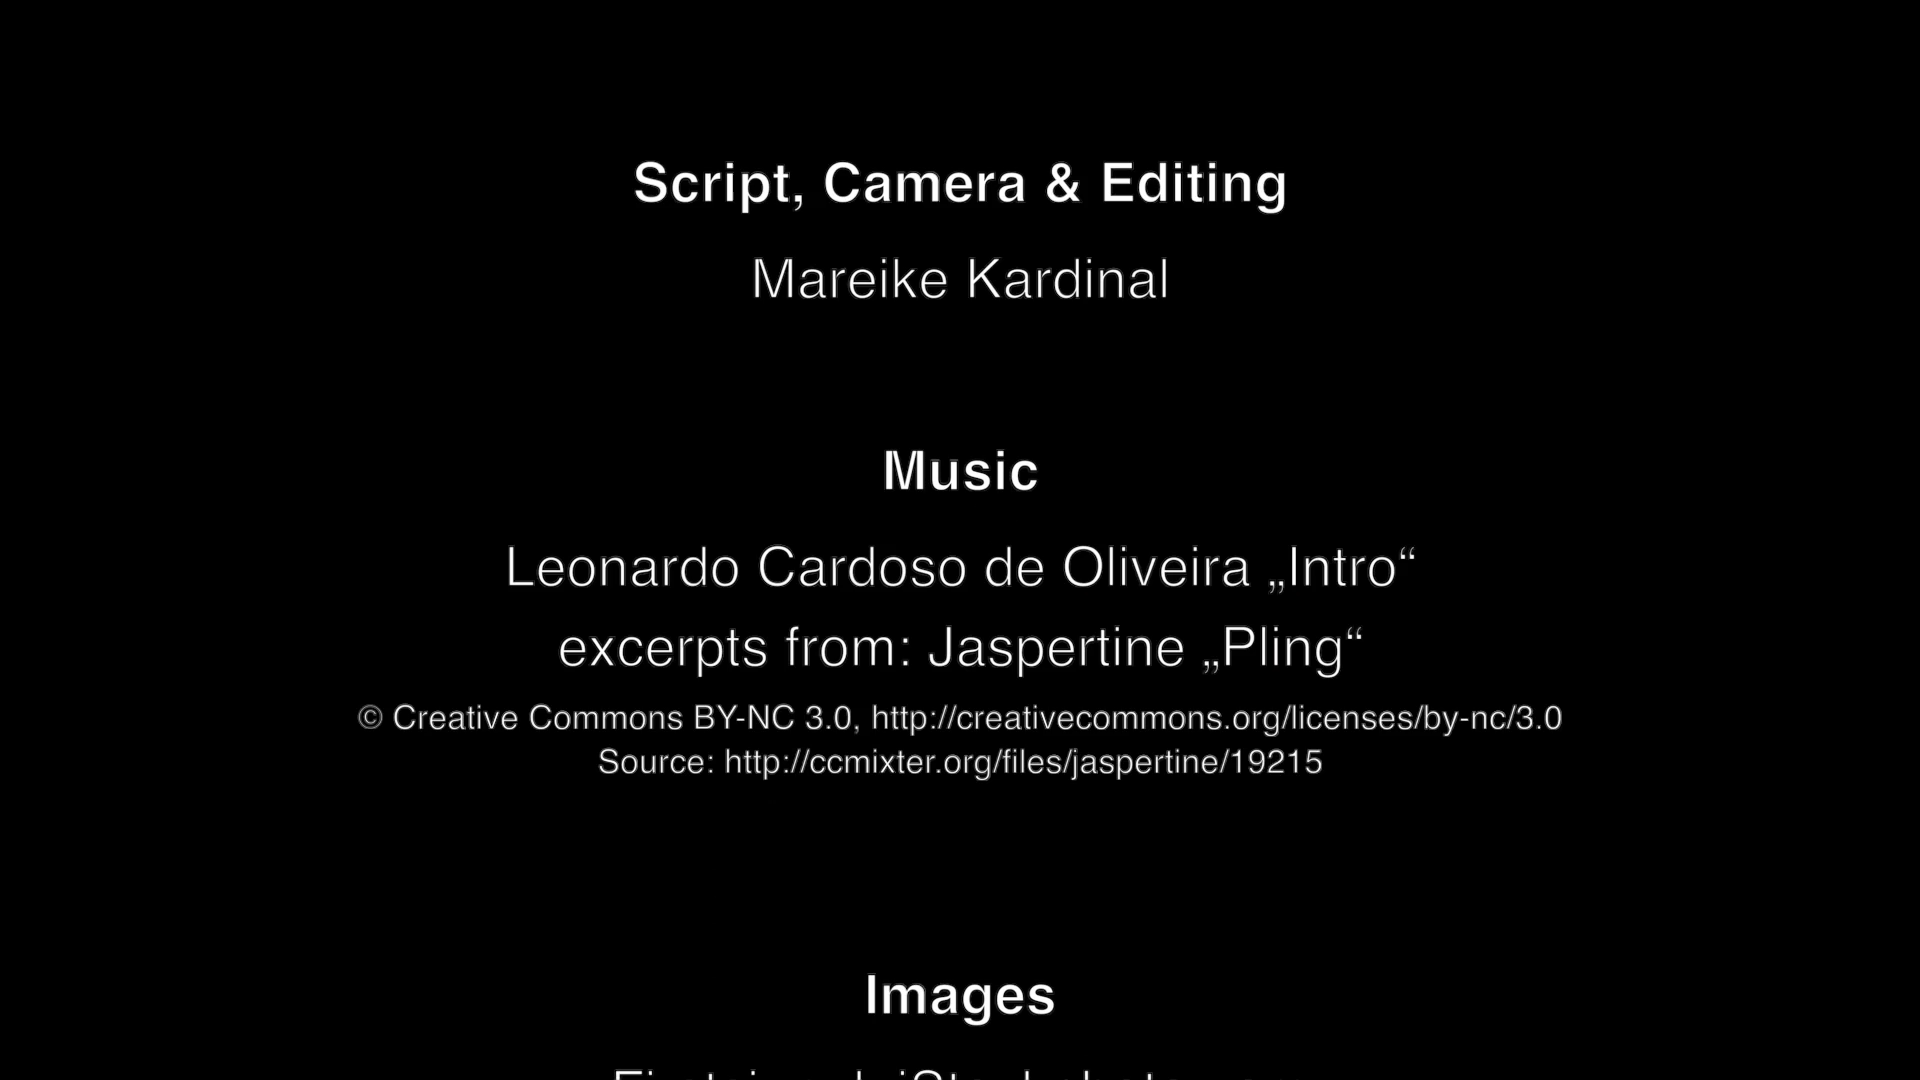 Script, Camera & Editing
Mareike Kardinal
Music
Leonardo Cardoso de Oliveira „Intro“
excerpts from: Jaspertine „Pling“
© Creative Commons BY-NC 3.0, http://creativecommons.org/licenses/by-nc/3.0
Source: http://ccmixter.org/files/jaspertine/19215
Images